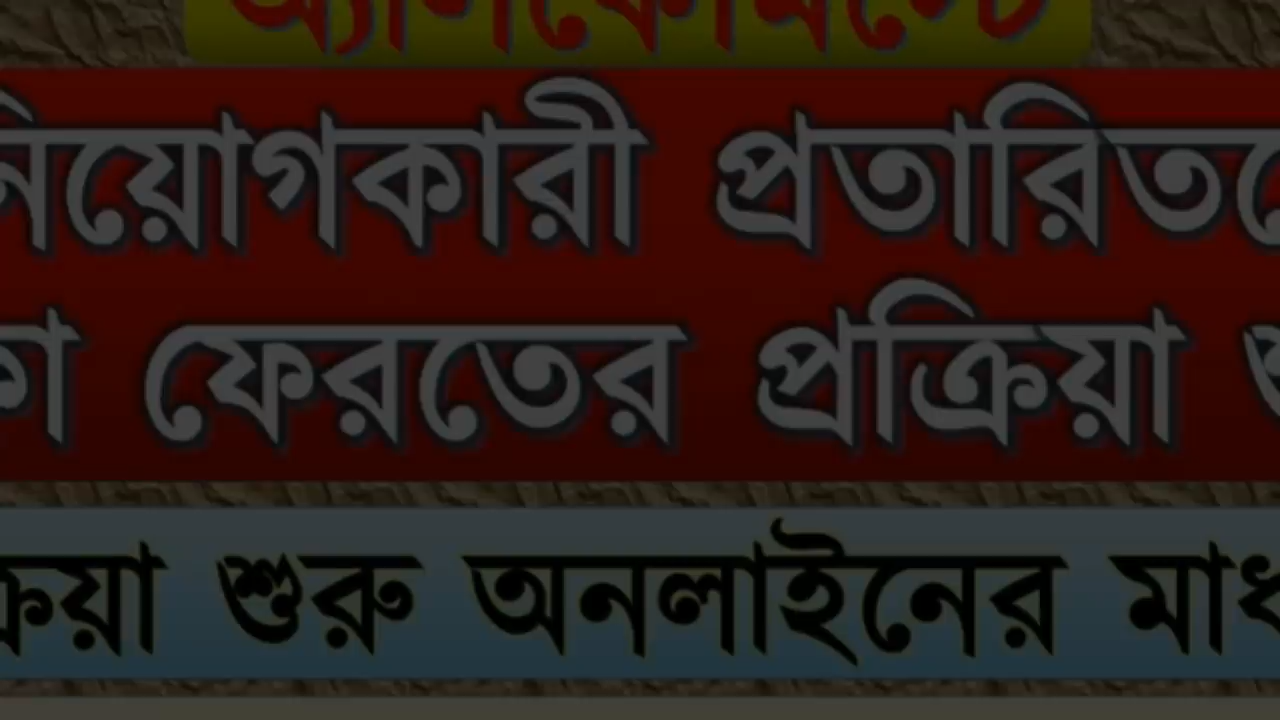 নিয়োগকারী প্রতারিতদে
কা ফেরতের প্রক্রিয়া
ক্রিয়া শুরু অনলাইনের মাধ